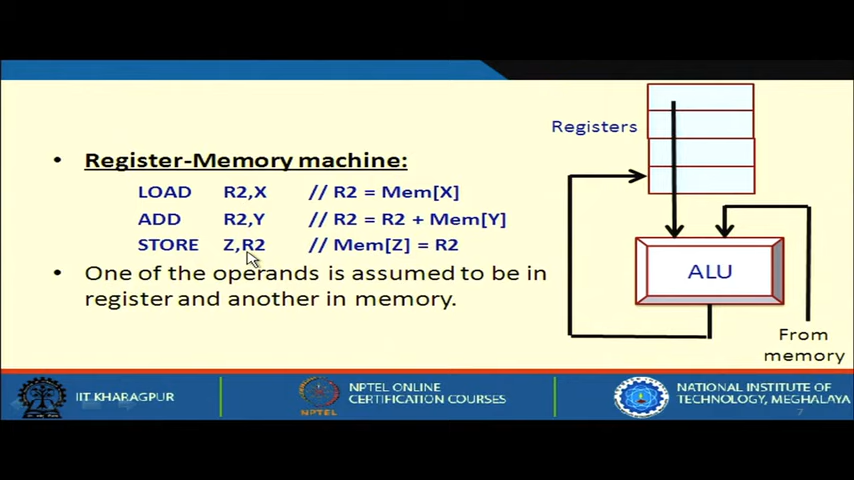 • Register-Memory machine:
LOAD R2,X // R2 = Mem[X]
ADD R2,Y // R2 = R2 + Mem[Y]
STORE Z,R2 // Mem[Z] = R2
• One of the operands is assumed to be in
register and another in memory.
Registers
ALU
From
memory
IIT KHARAGPUR
NPTEL
NPTEL ONLINE
CERTIFICATION COURSES
NATIONAL INSTITUTE OF
TECHNOLOGY, MEGHALAYA
7